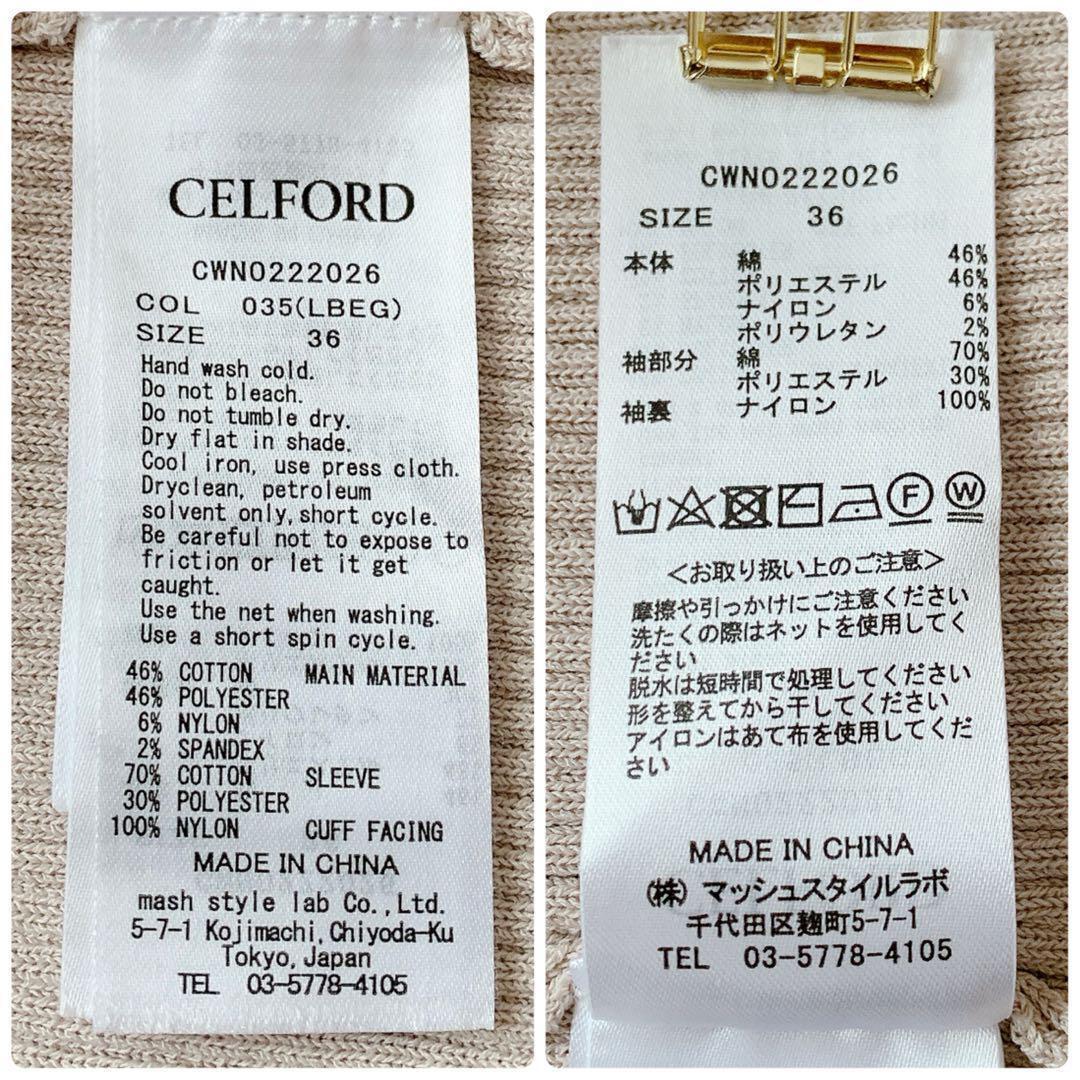 CELFORD
CWNO222026
COL 035(LBEG)
SIZE 36
Hand wash cold.
Do not bleach.
Do not tumble dry.
Dry flat in shade.
Cool iron, use press cloth.
Dryclean, petroleum
solvent only,short cycle.
Be careful not to expose to
friction or let it get
caught.
Use the net when washing.
Use a short spin cycle.
46% COTTON MAIN MATERIAL
46% POLYESTER
6% NYLON
2% SPANDEX
70% COTTON SLEEVE
30% POLYESTER
100% NYLON CUFF FACING
MADE IN CHINA
mash style lab Co.,Ltd.
5-7-1 Kojimachi,Chiyoda-Ku
Tokyo,Japan
TEL 03-5778-4105
CWNO222026
SIZE 36
本体 綿 46%
ポリエステル 46%
ナイロン 6%
ポリウレタン 2%
袖部分 綿 70%
ポリエステル 30%
袖裏 ナイロン 100%
F W
<お取り扱い上のご注意>
摩擦や引っかけにご注意ください
洗たくの際はネットを使用してく
ださい
脱水は短時間で処理してください
形を整えてから干してください
アイロンはあて布を使用してくだ
さい
MADE IN CHINA
(株) マッシュスタイルラボ
千代田区麹町5-7-1
TEL 03-5778-4105